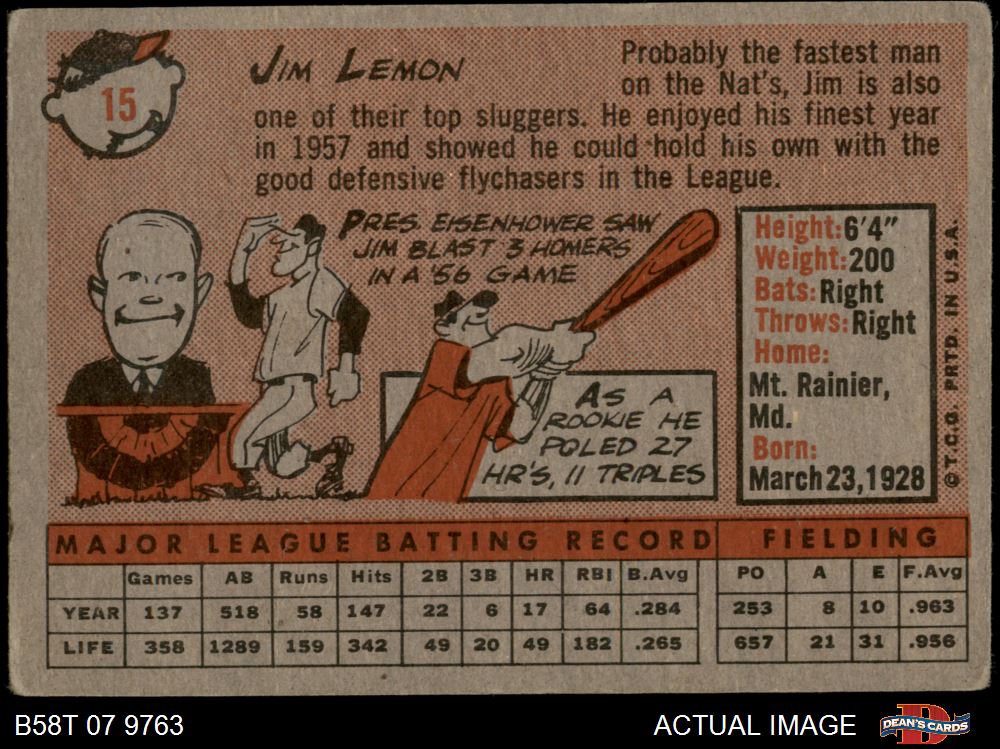 15
JIM LEMON
Probably the fastest man
on the Nat's, Jim is also
one of their top sluggers. He enjoyed his finest year
in 1957 and showed he could hold his own with the
good defensive flychasers in the League.
PRES. EISENHOWER SAW
JIM BLAST 3 HOMERS
IN A '56 GAME
AS A
ROOKIE HE
POLED 27
HR'S, 11 TRIPLES
Height: 6'4"
Weight: 200
Bats: Right
Throws: Right
Home:
Mt. Rainier,
Md.
Born:
March 23, 1928
© T.C.G. PRTD. IN U.S.A.
MAJOR LEAGUE BATTING RECORD FIELDING
Games AB Runs Hits 2B 3B HR RBI B.Avg PO A E F.Avg
YEAR 137 518 58 147 22 6 17 64 .284 253 8 10 .963
LIFE 358 1289 159 342 49 20 49 182 .265 657 21 31 .956
B58T 07 9763 ACTUAL IMAGE DEAN'S CARDS